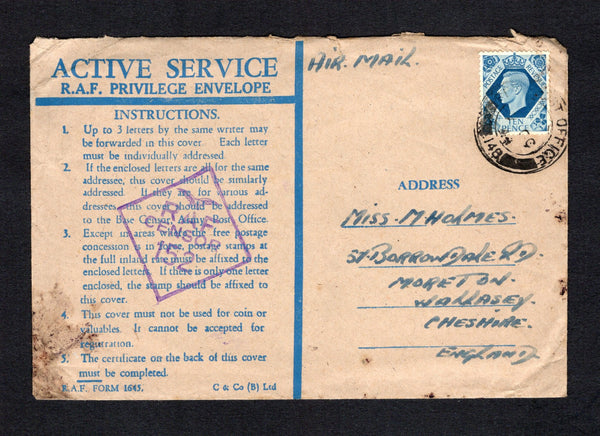 ACTIVE SERVICE
R.A.F. PRIVILEGE ENVELOPE
INSTRUCTIONS.
1. Up to 3 letters by the same writer may
be forwarded in this cover. Each letter
must be individually addressed.
2. If the enclosed letters are all for the same
addressee, this cover should be similarly
addressed. If they are for various ad-
dressees, this cover should be addressed
to the Base Censor, Army Post Office.
3. Except in areas where the free postage
concession is in force, postage stamps at
the full inland rate must be affixed to the
enclosed letters. If there is only one letter
enclosed, the stamp should be affixed to
this cover.
4. This cover must not be used for coin or
valuables. It cannot be accepted for
registration.
5. The certificate on the back of this cover
must be completed.
R.A.F. FORM 1645. C & Co (B) Ltd
AIR MAIL.
POSTAGE REVENUE
TEN
PENCE
OFFICE
ADDRESS
MISS. M HOLMES.
MORETON.
WALLASEY.
CHESHIRE.
ENGLAND